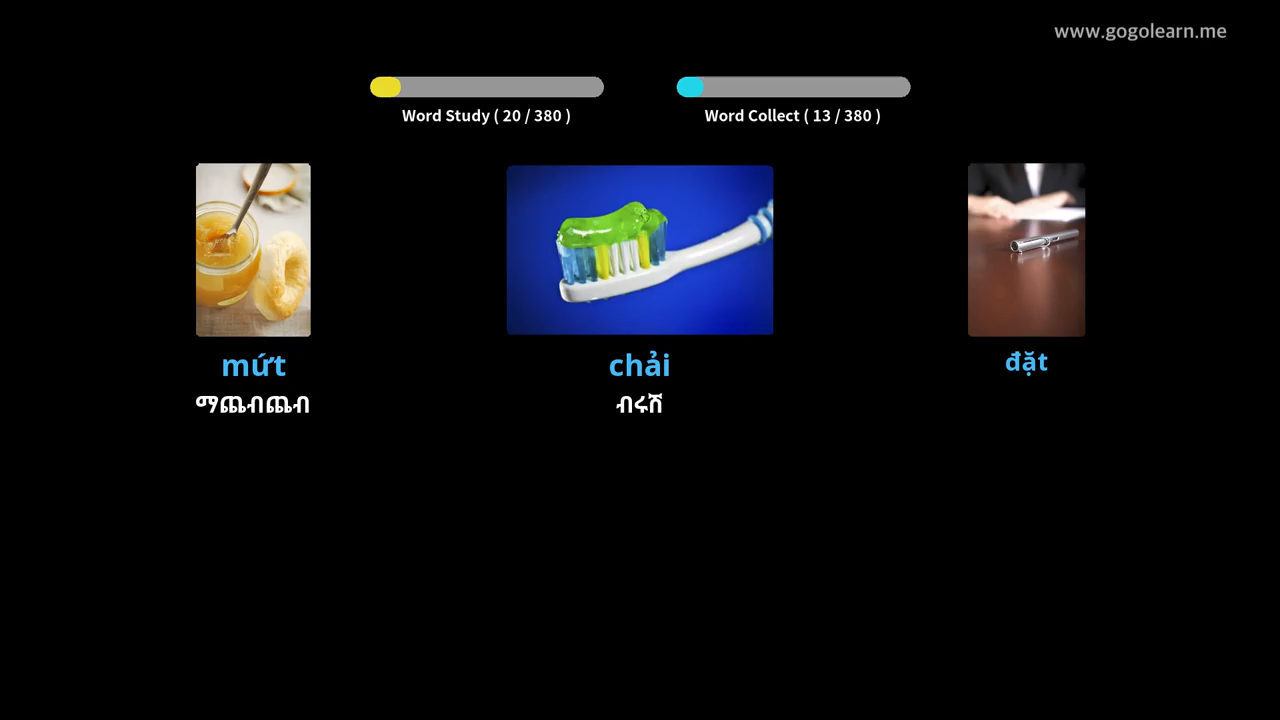 www.gogolearn.me
Word Study ( 20 / 380 )
Word Collect ( 13 / 380 )
mứt
chải
đặt
ማጨብጨብ
ብሩሽ